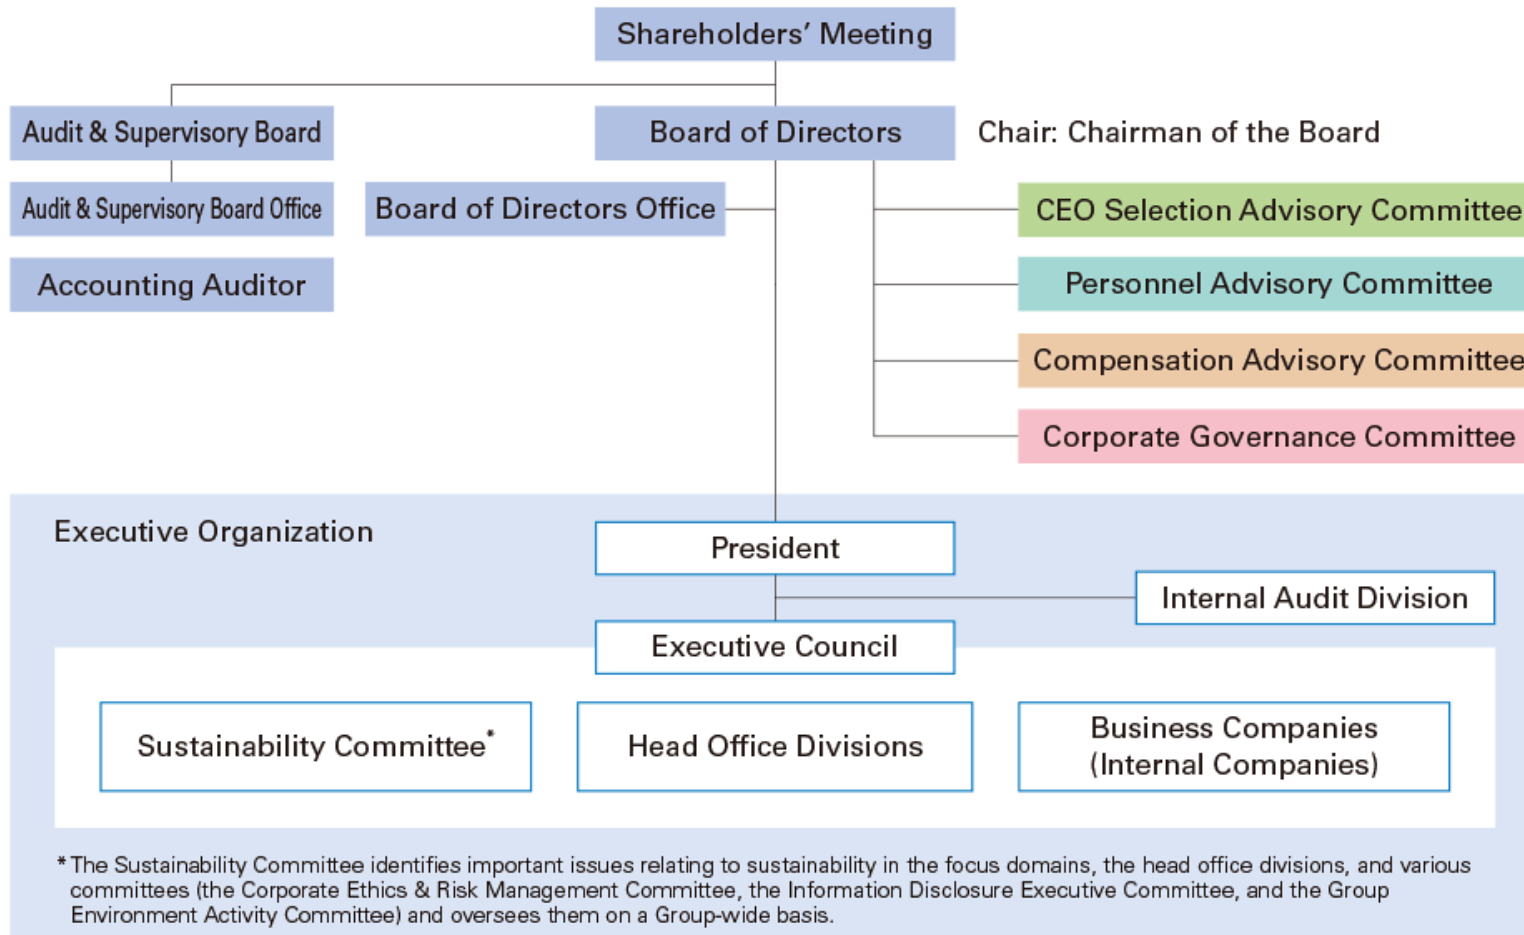 Shareholders’ Meeting
Audit & Supervisory Board
Board of Directors
Chair: Chairman of the Board
Audit & Supervisory Board Office
Board of Directors Office
CEO Selection Advisory Committee
Accounting Auditor
Personnel Advisory Committee
Compensation Advisory Committee
Corporate Governance Committee
Executive Organization
President
Internal Audit Division
Executive Council
Sustainability Committee*
Head Office Divisions
Business Companies
(Internal Companies)
* The Sustainability Committee identifies important issues relating to sustainability in the focus domains, the head office divisions, and various
committees (the Corporate Ethics & Risk Management Committee, the Information Disclosure Executive Committee, and the Group
Environment Activity Committee) and oversees them on a Group-wide basis.